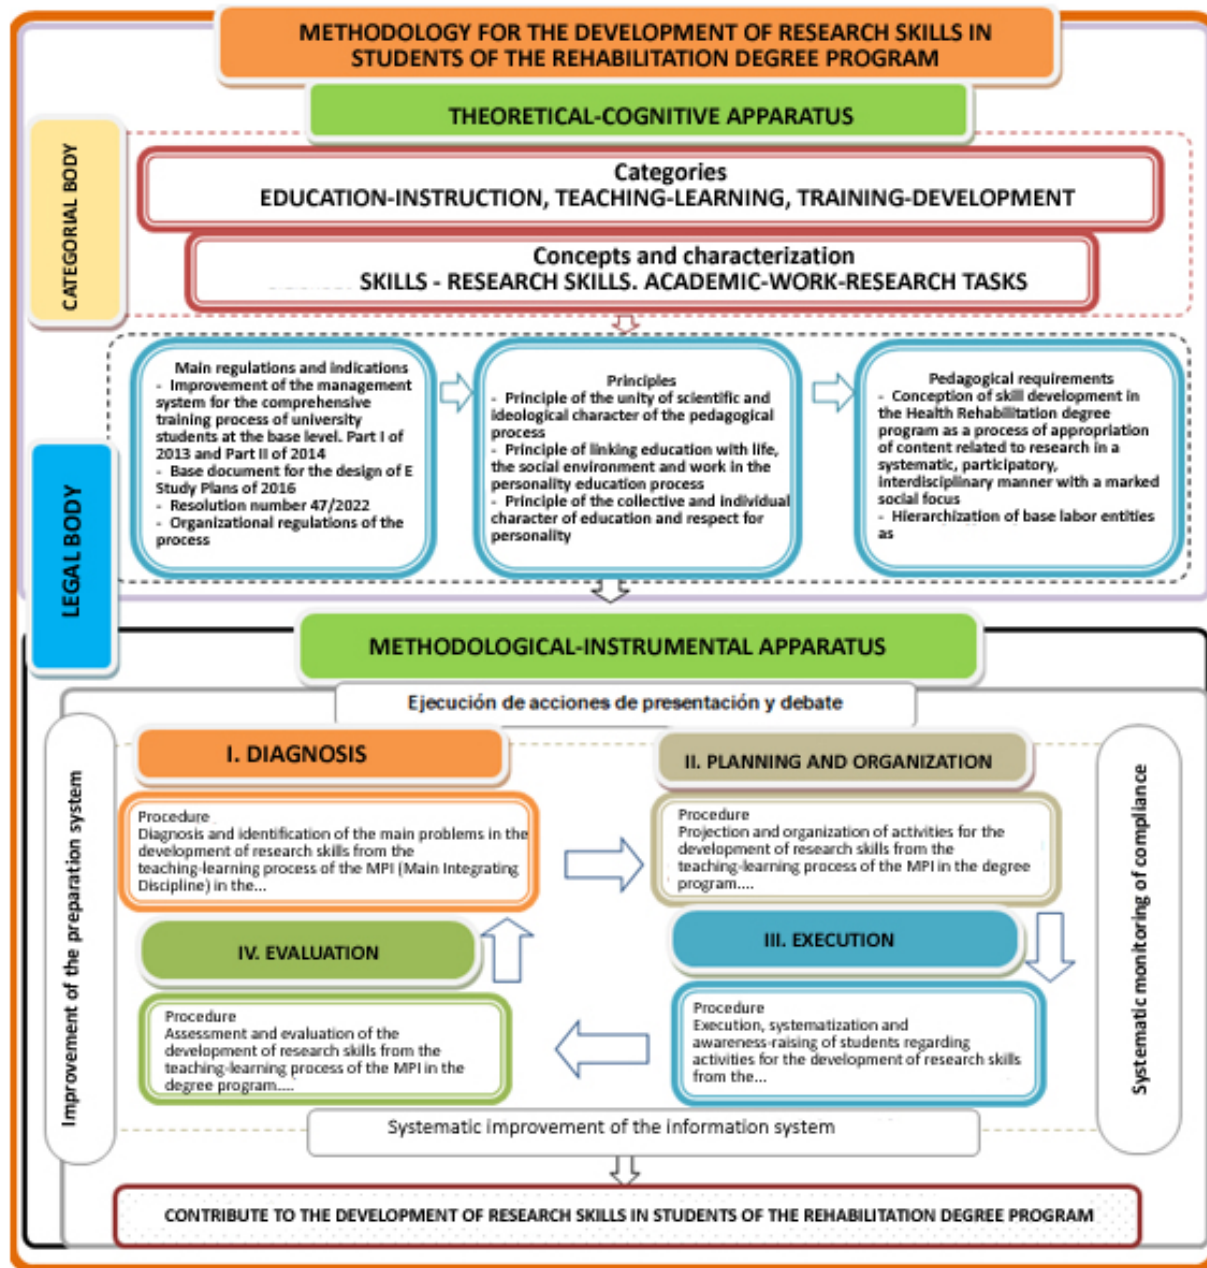 METHODOLOGY FOR THE DEVELOPMENT OF RESEARCH SKILLS IN
STUDENTS OF THE REHABILITATION DEGREE PROGRAM
THEORETICAL-COGNITIVE APPARATUS
CATEGORIAL BODY
Categories
EDUCATION-INSTRUCTION, TEACHING-LEARNING, TRAINING-DEVELOPMENT
Concepts and characterization
SKILLS - RESEARCH SKILLS. ACADEMIC-WORK-RESEARCH TASKS
LEGAL BODY
Main regulations and indications
- Improvement of the management
system for the comprehensive
training process of university
students at the base level. Part I of
2013 and Part II of 2014
- Base document for the design of E
Study Plans of 2016
- Resolution number 47/2022
- Organizational regulations of the
process
Principles
- Principle of the unity of scientific and
ideological character of the pedagogical
process
- Principle of linking education with life,
the social environment and work in the
personality education process
- Principle of the collective and individual
character of education and respect for
personality
Pedagogical requirements
- Conception of skill development in
the Health Rehabilitation degree
program as a process of appropriation
of content related to research in a
systematic, participatory,
interdisciplinary manner with a marked
social focus
- Hierarchization of base labor entities
as
METHODOLOGICAL-INSTRUMENTAL APPARATUS
Ejecución de acciones de presentación y debate
Improvement of the preparation system
I. DIAGNOSIS
Procedure
Diagnosis and identification of the main problems in the
development of research skills from the
teaching-learning process of the MPI (Main Integrating
Discipline) in the...
II. PLANNING AND ORGANIZATION
Procedure
Projection and organization of activities for the
development of research skills from the
teaching-learning process of the MPI in the degree
program....
III. EXECUTION
Procedure
Execution, systematization and
awareness-raising of students regarding
activities for the development of research skills
from the...
IV. EVALUATION
Procedure
Assessment and evaluation of the
development of research skills from the
teaching-learning process of the MPI in the
degree program....
Systematic monitoring of compliance
Systematic improvement of the information system
CONTRIBUTE TO THE DEVELOPMENT OF RESEARCH SKILLS IN STUDENTS OF THE REHABILITATION DEGREE PROGRAM